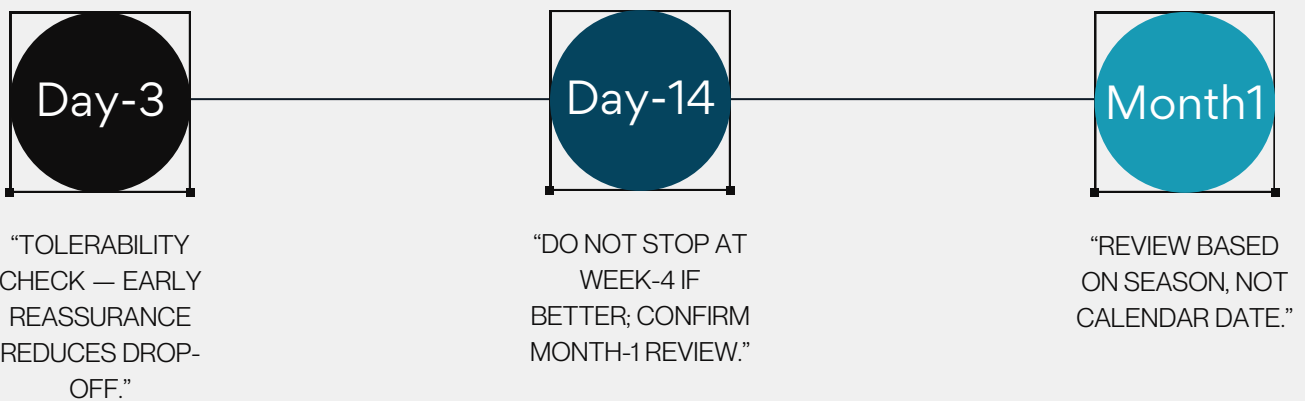 Day-3
Day-14
Month1
“TOLERABILITY
CHECK — EARLY
REASSURANCE
REDUCES DROP-
OFF.”
“DO NOT STOP AT
WEEK-4 IF
BETTER; CONFIRM
MONTH-1 REVIEW.”
“REVIEW BASED
ON SEASON, NOT
CALENDAR DATE.”